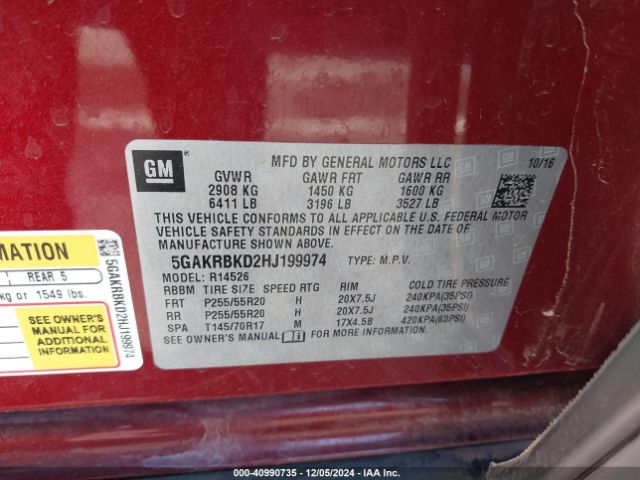 GM ®
MFD BY GENERAL MOTORS LLC 10/16
GVWR GAWR FRT GAWR RR
2908 KG 1450 KG 1600 KG
6411 LB 3196 LB 3527 LB
THIS VEHICLE CONFORMS TO ALL APPLICABLE U.S. FEDERAL MOTOR
VEHICLE SAFETY STANDARDS IN EFFECT ON THE DATE OF
MANUFACTURE SHOWN ABOVE.
5GAKRBKD2HJ199974 TYPE: M.P.V.
MODEL: R14526
RBBM TIRE SIZE SPEED RTG RIM COLD TIRE PRESSURE
FRT P255/55R20 H 20X7.5J 240KPA(35PSI)
RR P255/55R20 H 20X7.5J 240KPA(35PSI)
SPA T145/70R17 M 17X4.5B 420KPA(60PSI)
SEE OWNER'S MANUAL FOR MORE INFORMATION
TION
REAR 5
kg or 1549 lbs.
SEE OWNER'S
MANUAL FOR
ADDITIONAL
INFORMATION
5GAKRBKD2HJ199974
COPART 00-40990735 - 12/05/2024 - IAA Inc.